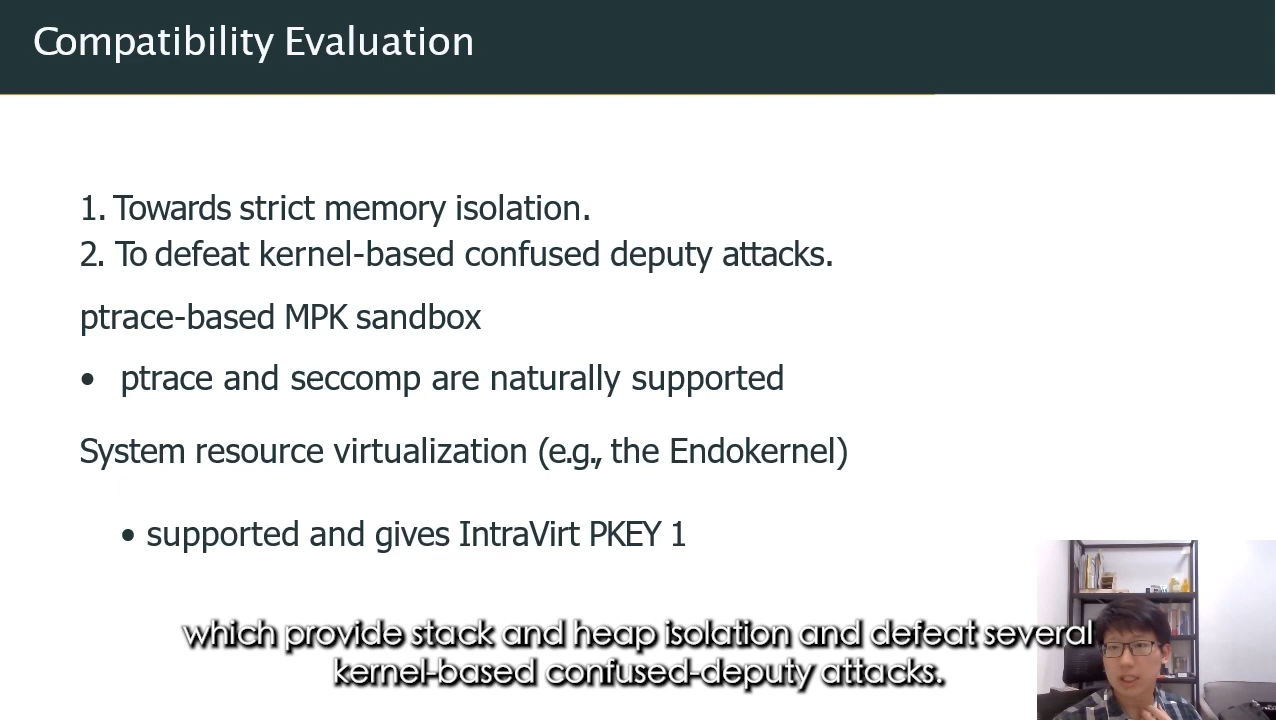 Compatibility Evaluation
1. Towards strict memory isolation.
2. To defeat kernel-based confused deputy attacks.
ptrace-based MPK sandbox
• ptrace and seccomp are naturally supported
System resource virtualization (e.g., the Endokernel)
• supported and gives IntraVirt PKEY 1
which provide stack and heap isolation and defeat several
kernel-based confused-deputy attacks.